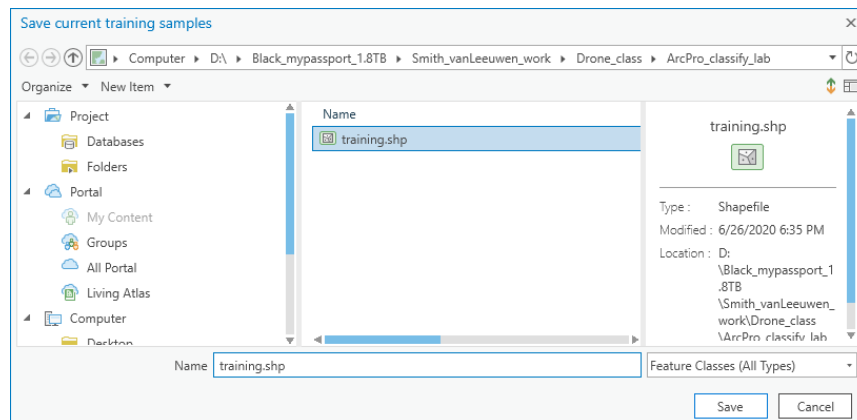 Save current training samples
Computer D:\ Black_mypassport_1.8TB Smith_vanLeeuwen_work Drone_class ArcPro_classify_lab
Organize New Item
Project
Databases
Folders
Portal
My Content
Groups
All Portal
Living Atlas
Computer
Desktop
Name
training.shp
training.shp
Type : Shapefile
Modified : 6/26/2020 6:35 PM
Location : D:
\Black_mypassport_1
.8TB
\Smith_vanLeeuwen_
work\Drone_class
\ArcPro_classify_lab
Name training.shp Feature Classes (All Types)
Save Cancel